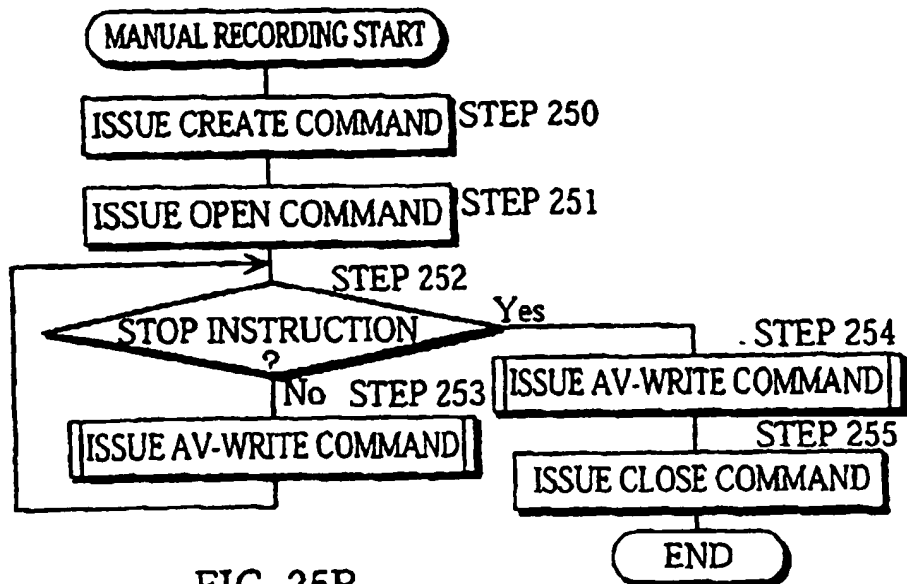 MANUAL RECORDING START
ISSUE CREATE COMMAND
STEP 250
ISSUE OPEN COMMAND
STEP 251
STEP 252
STOP INSTRUCTION
?
Yes
No
STEP 253
ISSUE AV-WRITE COMMAND
STEP 254
ISSUE AV-WRITE COMMAND
STEP 255
ISSUE CLOSE COMMAND
END